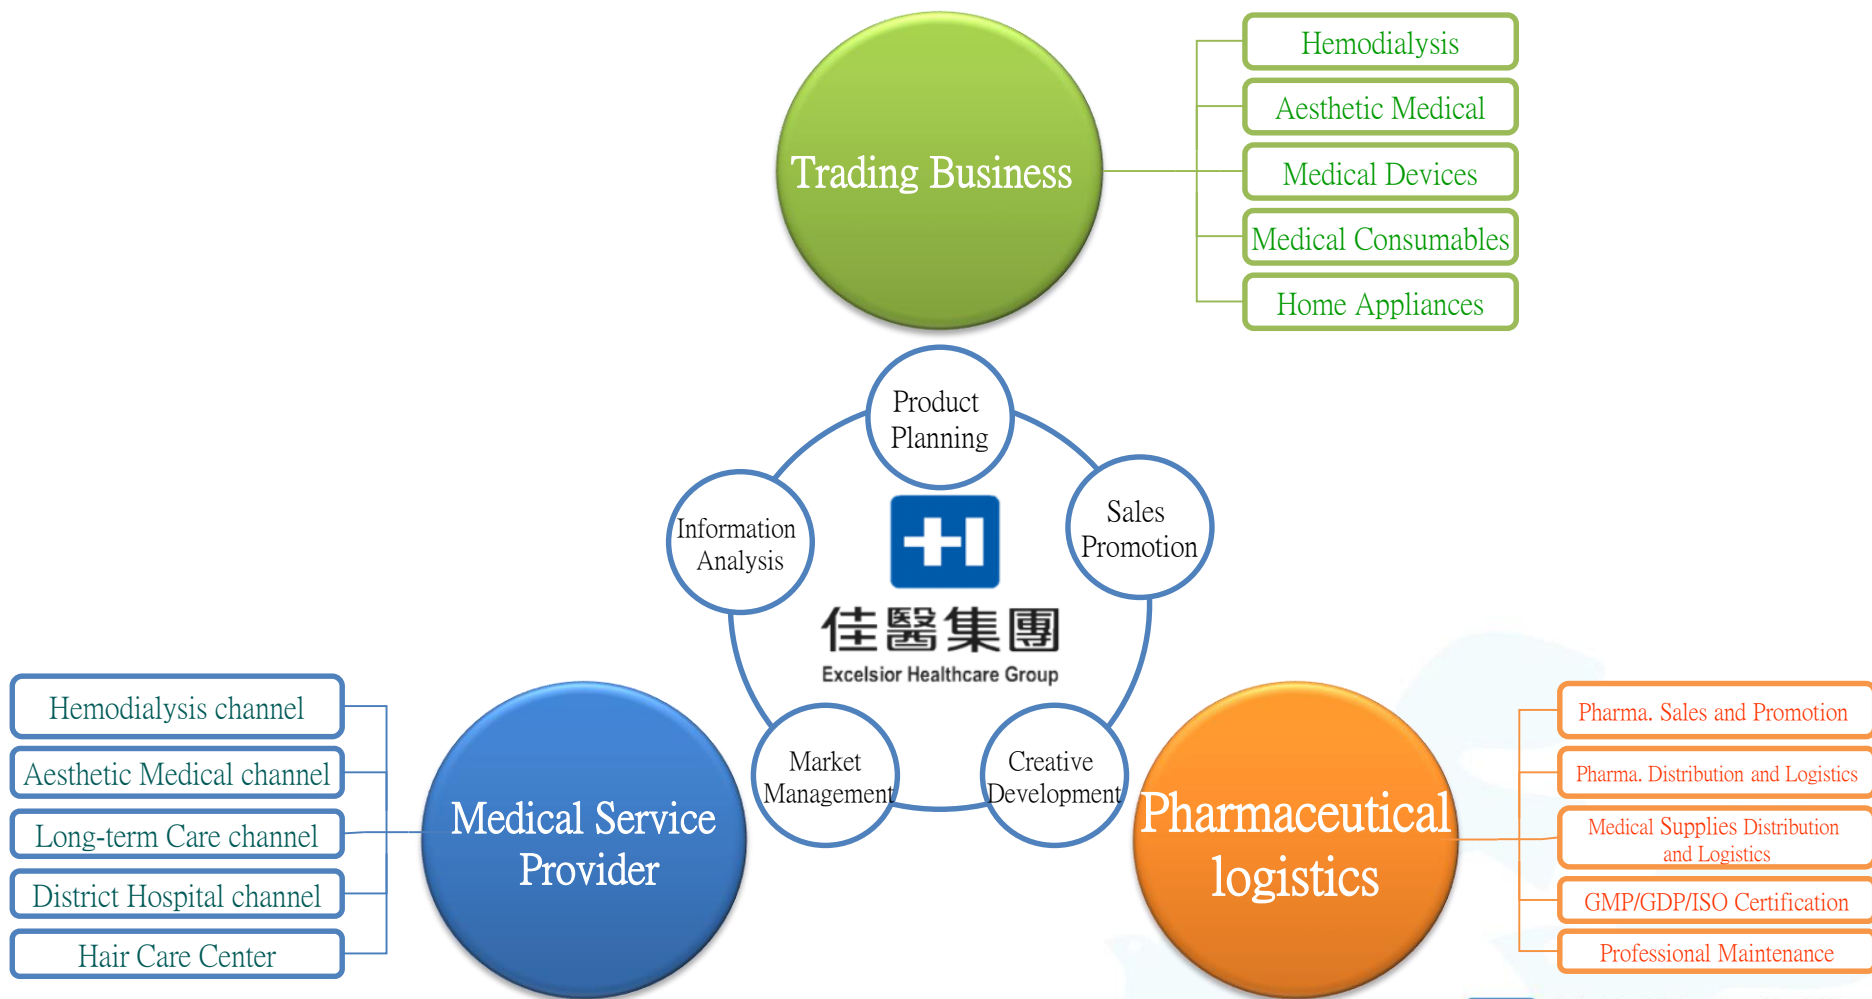 Trading Business
Hemodialysis
Aesthetic Medical
Medical Devices
Medical Consumables
Home Appliances
Product
Planning
Information
Analysis
Sales
Promotion
佳醫集團
Excelsior Healthcare Group
Market
Management
Creative
Development
Hemodialysis channel
Aesthetic Medical channel
Long-term Care channel
District Hospital channel
Hair Care Center
Medical Service
Provider
Pharmaceutical
logistics
Pharma. Sales and Promotion
Pharma. Distribution and Logistics
Medical Supplies Distribution
and Logistics
GMP/GDP/ISO Certification
Professional Maintenance